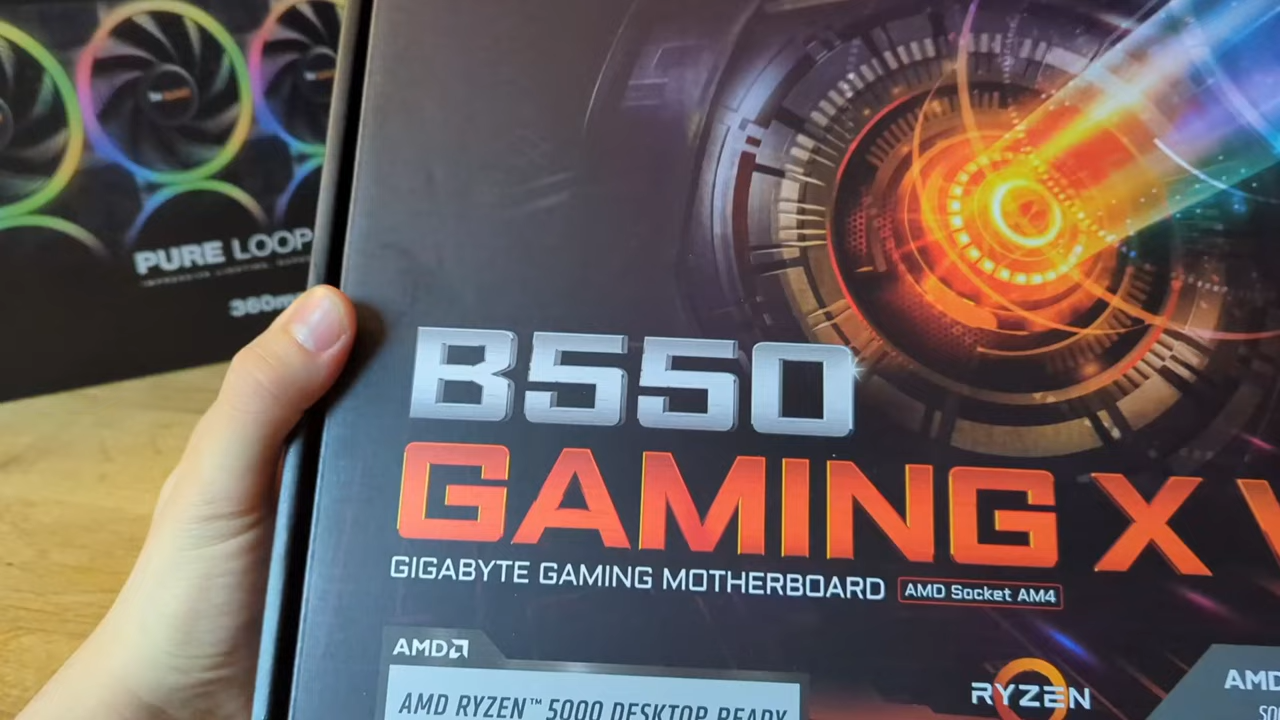 PURE LOOP
B550
GAMING X V
GIGABYTE GAMING MOTHERBOARD AMD Socket AM4
AMD
AMD RYZEN™ 5000 DESKTOP READY
RYZEN
AMD